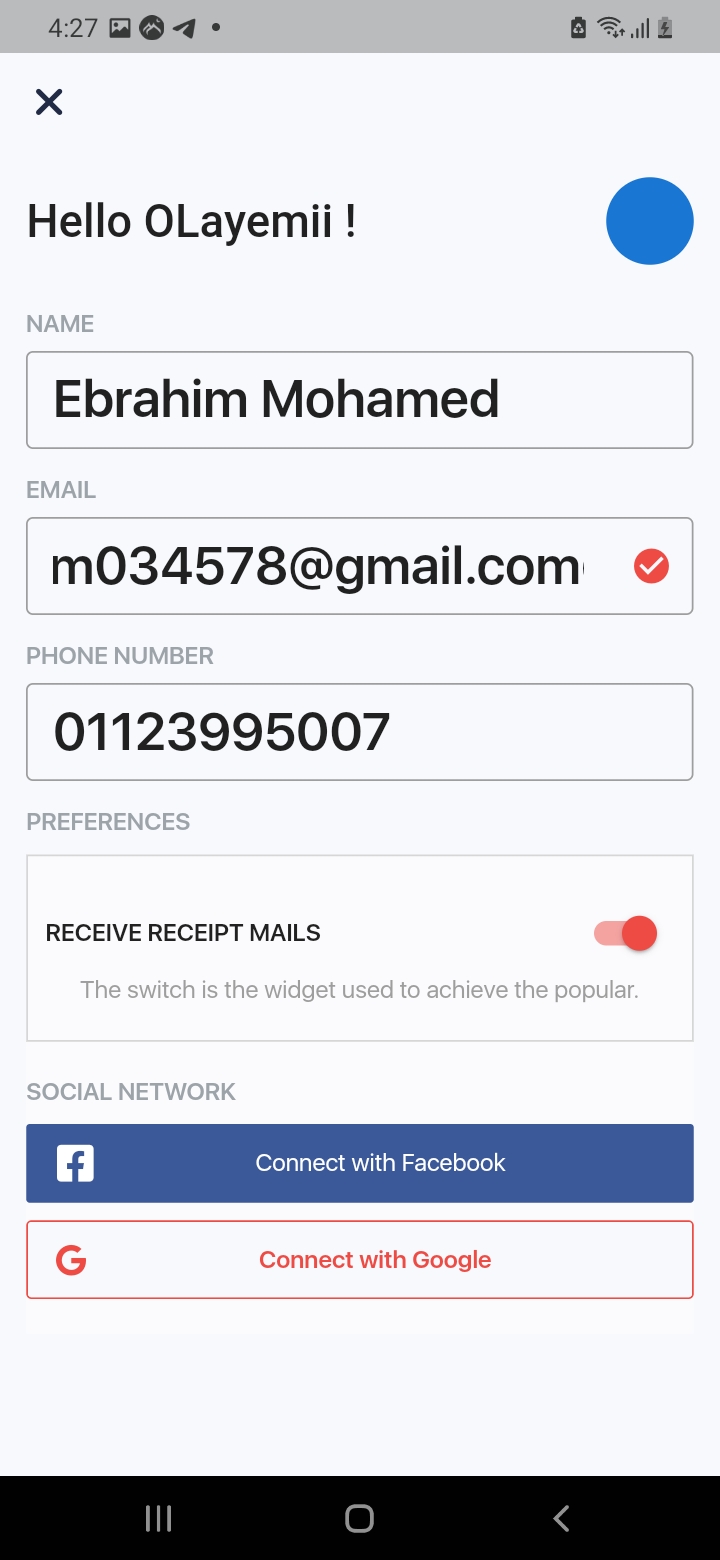 4:27
Hello OLayemii !
NAME
Ebrahim Mohamed
EMAIL
m034578@gmail.com
PHONE NUMBER
01123995007
PREFERENCES
RECEIVE RECEIPT MAILS
The switch is the widget used to achieve the popular.
SOCIAL NETWORK
Connect with Facebook
Connect with Google